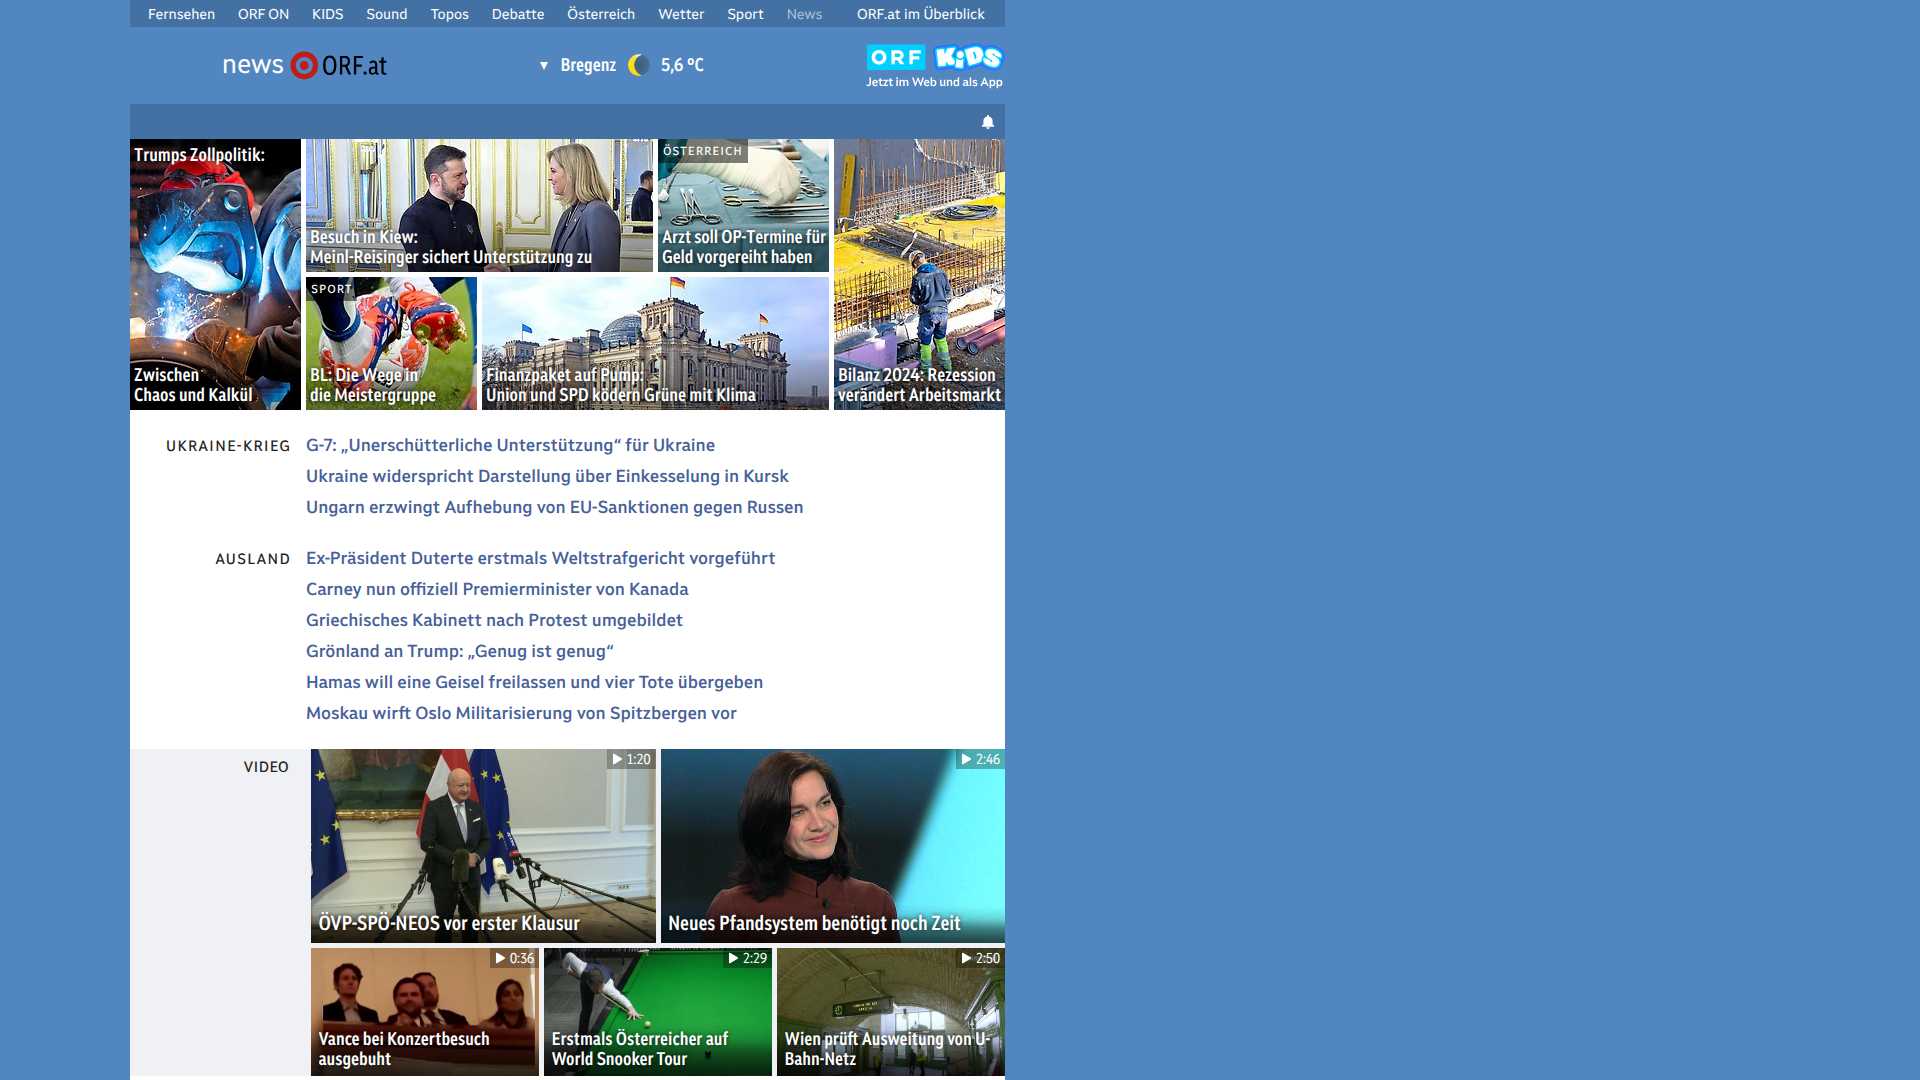 Fernsehen ORF ON KIDS Sound Topos Debatte Österreich Wetter Sport News ORF.at im Überblick
news ORF.at
▼ Bregenz 5,6 °C
ORF KiDS
Jetzt im Web und als App
Trumps Zollpolitik:
Zwischen
Chaos und Kalkül
Besuch in Kiew:
Meinl-Reisinger sichert Unterstützung zu
ÖSTERREICH
Arzt soll OP-Termine für
Geld vorgereiht haben
SPORT
BL: Die Wege in
die Meistergruppe
Finanzpaket auf Pump:
Union und SPD ködern Grüne mit Klima
Bilanz 2024: Rezession
verändert Arbeitsmarkt
UKRAINE-KRIEG
G-7: „Unerschütterliche Unterstützung“ für Ukraine
Ukraine widerspricht Darstellung über Einkesselung in Kursk
Ungarn erzwingt Aufhebung von EU-Sanktionen gegen Russen
AUSLAND
Ex-Präsident Duterte erstmals Weltstrafgericht vorgeführt
Carney nun offiziell Premierminister von Kanada
Griechisches Kabinett nach Protest umgebildet
Grönland an Trump: „Genug ist genug“
Hamas will eine Geisel freilassen und vier Tote übergeben
Moskau wirft Oslo Militarisierung von Spitzbergen vor
VIDEO
1:20
ÖVP-SPÖ-NEOS vor erster Klausur
2:46
Neues Pfandsystem benötigt noch Zeit
0:36
Vance bei Konzertbesuch
ausgebuht
2:29
Erstmals Österreicher auf
World Snooker Tour
2:50
Wien prüft Ausweitung von U-
Bahn-Netz